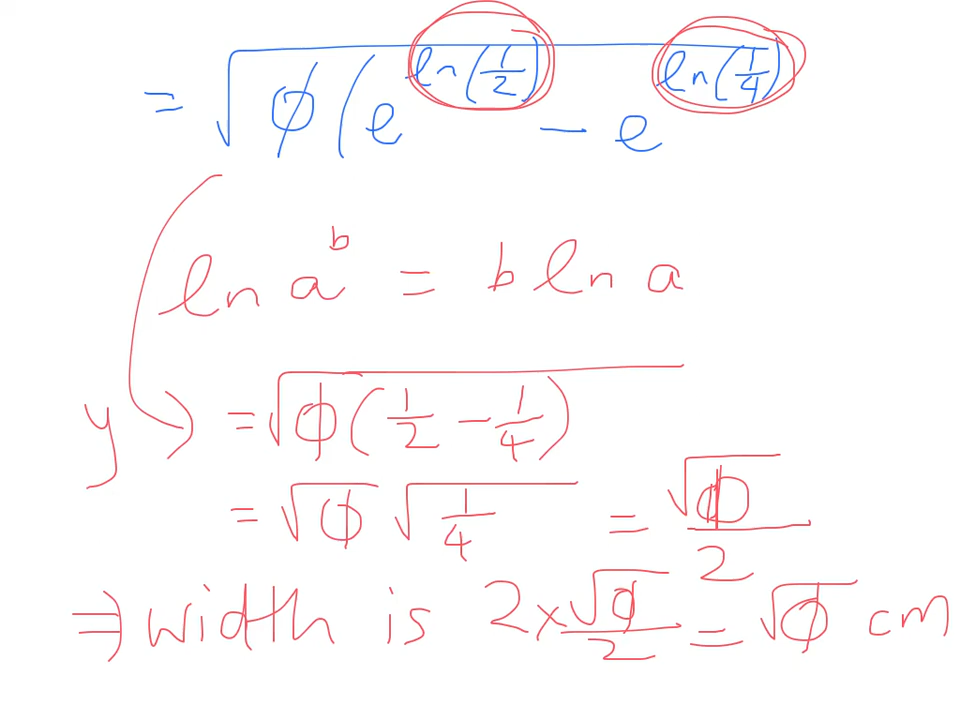 = √ϕ(e^ln(1/2) − e^ln(1/4)
ln a^b = b ln a
y → = √ϕ(1/2 − 1/4)
= √ϕ √1/4 = √ϕ/2
⇒ width is 2×√ϕ/2 = √ϕ cm